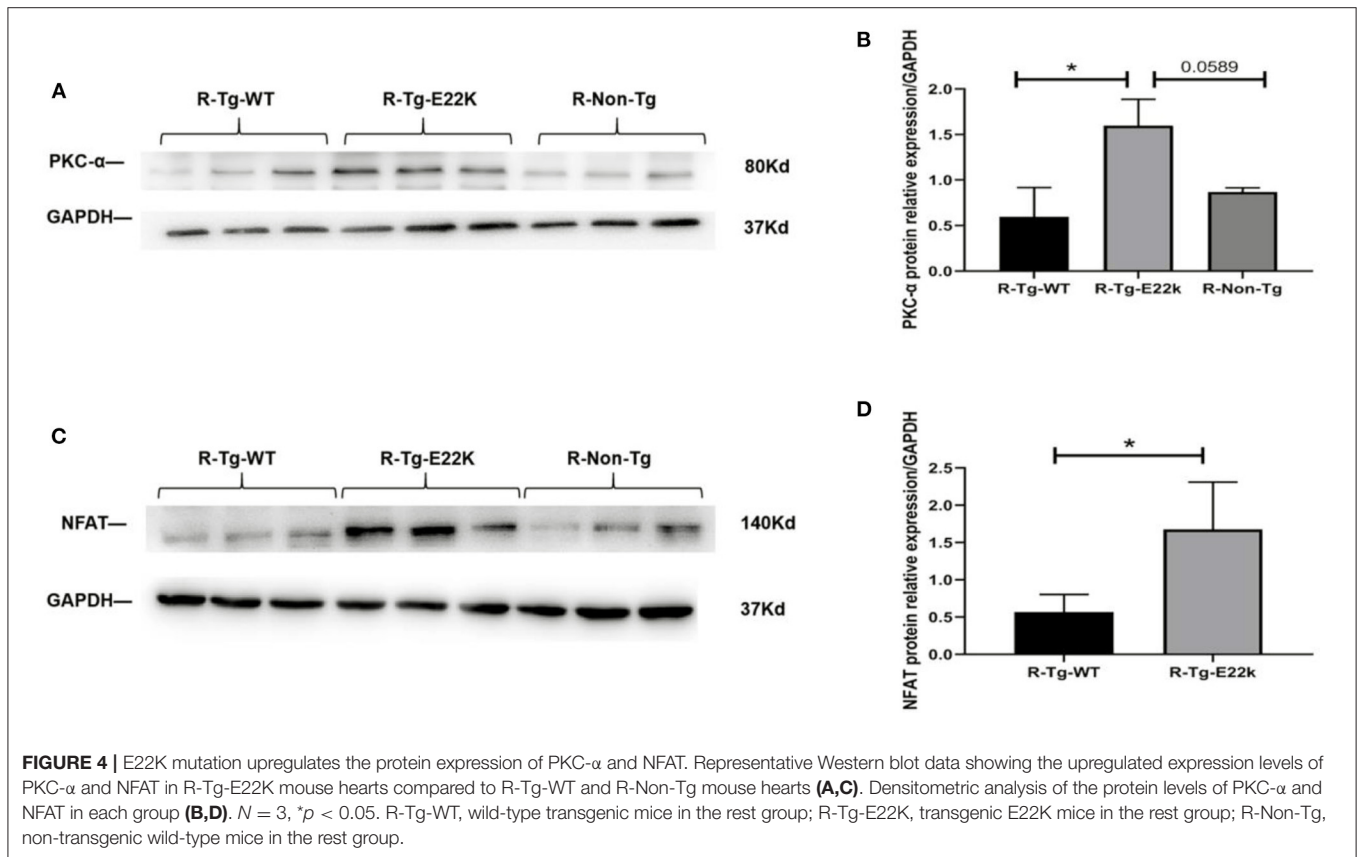 A
R-Tg-WT R-Tg-E22K R-Non-Tg
PKC-α— 80Kd
GAPDH— 37Kd
B
* 0.0589
PKC-α protein relative expression/GAPDH
2.0
1.5
1.0
0.5
0.0
R-Tg-WT R-Tg-E22k R-Non-Tg
C
R-Tg-WT R-Tg-E22K R-Non-Tg
NFAT— 140Kd
GAPDH— 37Kd
D
*
NFAT protein relative expression/GAPDH
2.5
2.0
1.5
1.0
0.5
0.0
R-Tg-WT R-Tg-E22k
FIGURE 4 | E22K mutation upregulates the protein expression of PKC-α and NFAT. Representative Western blot data showing the upregulated expression levels of
PKC-α and NFAT in R-Tg-E22K mouse hearts compared to R-Tg-WT and R-Non-Tg mouse hearts (A,C). Densitometric analysis of the protein levels of PKC-α and
NFAT in each group (B,D). N = 3, *p < 0.05. R-Tg-WT, wild-type transgenic mice in the rest group; R-Tg-E22K, transgenic E22K mice in the rest group; R-Non-Tg,
non-transgenic wild-type mice in the rest group.